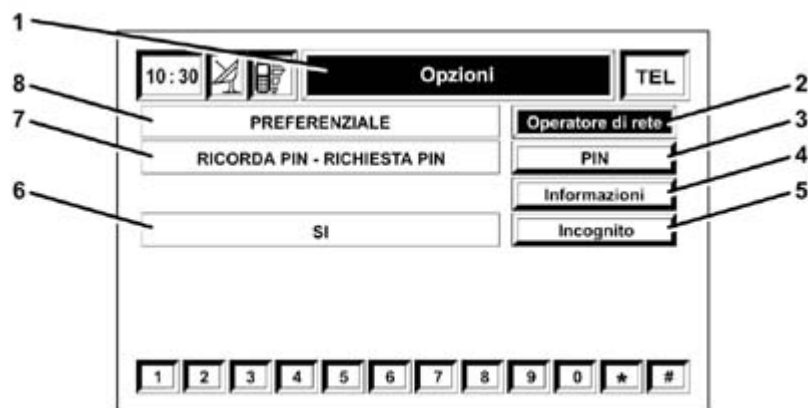 1
10:30 Opzioni TEL
8 PREFERENZIALE Operatore di rete 2
7 RICORDA PIN - RICHIESTA PIN PIN 3
Informazioni 4
6 SI Incognito 5
1 2 3 4 5 6 7 8 9 0 * #